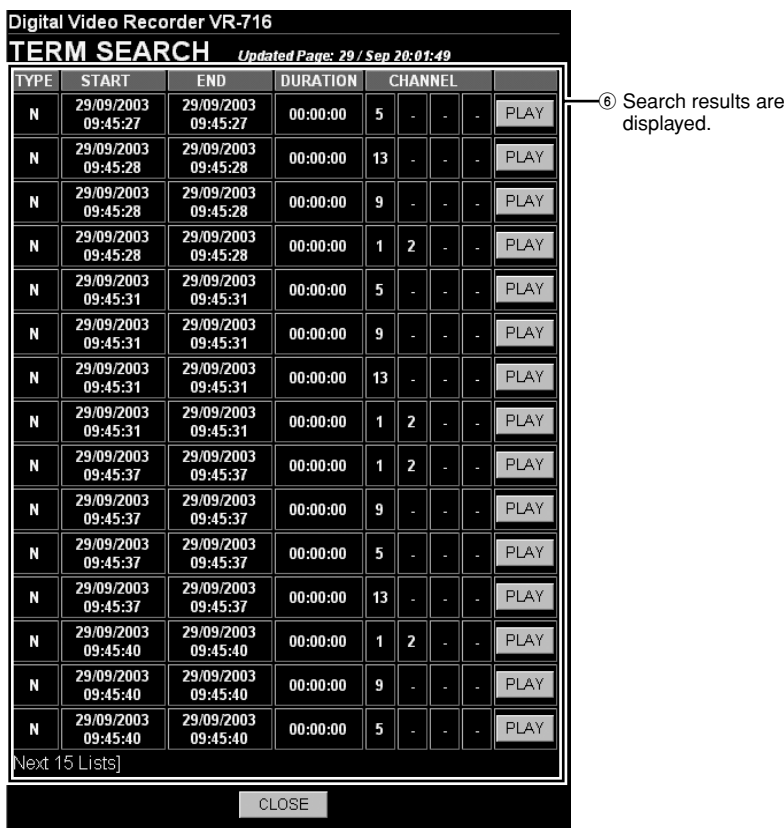 Digital Video Recorder VR-716
TERM SEARCH Updated Page: 29 / Sep 20:01:49
TYPE START END DURATION CHANNEL
N 29/09/2003 09:45:27 29/09/2003 09:45:27 00:00:00 5 - - - PLAY
N 29/09/2003 09:45:28 29/09/2003 09:45:28 00:00:00 13 - - - PLAY
N 29/09/2003 09:45:28 29/09/2003 09:45:28 00:00:00 9 - - - PLAY
N 29/09/2003 09:45:28 29/09/2003 09:45:28 00:00:00 1 2 - - PLAY
N 29/09/2003 09:45:31 29/09/2003 09:45:31 00:00:00 5 - - - PLAY
N 29/09/2003 09:45:31 29/09/2003 09:45:31 00:00:00 9 - - - PLAY
N 29/09/2003 09:45:31 29/09/2003 09:45:31 00:00:00 13 - - - PLAY
N 29/09/2003 09:45:31 29/09/2003 09:45:31 00:00:00 1 2 - - PLAY
N 29/09/2003 09:45:37 29/09/2003 09:45:37 00:00:00 1 2 - - PLAY
N 29/09/2003 09:45:37 29/09/2003 09:45:37 00:00:00 9 - - - PLAY
N 29/09/2003 09:45:37 29/09/2003 09:45:37 00:00:00 5 - - - PLAY
N 29/09/2003 09:45:37 29/09/2003 09:45:37 00:00:00 13 - - - PLAY
N 29/09/2003 09:45:40 29/09/2003 09:45:40 00:00:00 1 2 - - PLAY
N 29/09/2003 09:45:40 29/09/2003 09:45:40 00:00:00 9 - - - PLAY
N 29/09/2003 09:45:40 29/09/2003 09:45:40 00:00:00 5 - - - PLAY
Next 15 Lists]
CLOSE
⑥ Search results are
displayed.